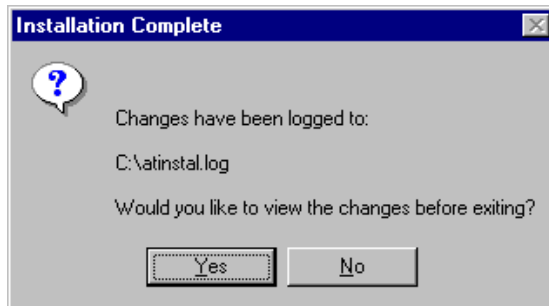 Installation Complete
?
Changes have been logged to:
C:\atinstal.log
Would you like to view the changes before exiting?
Yes No